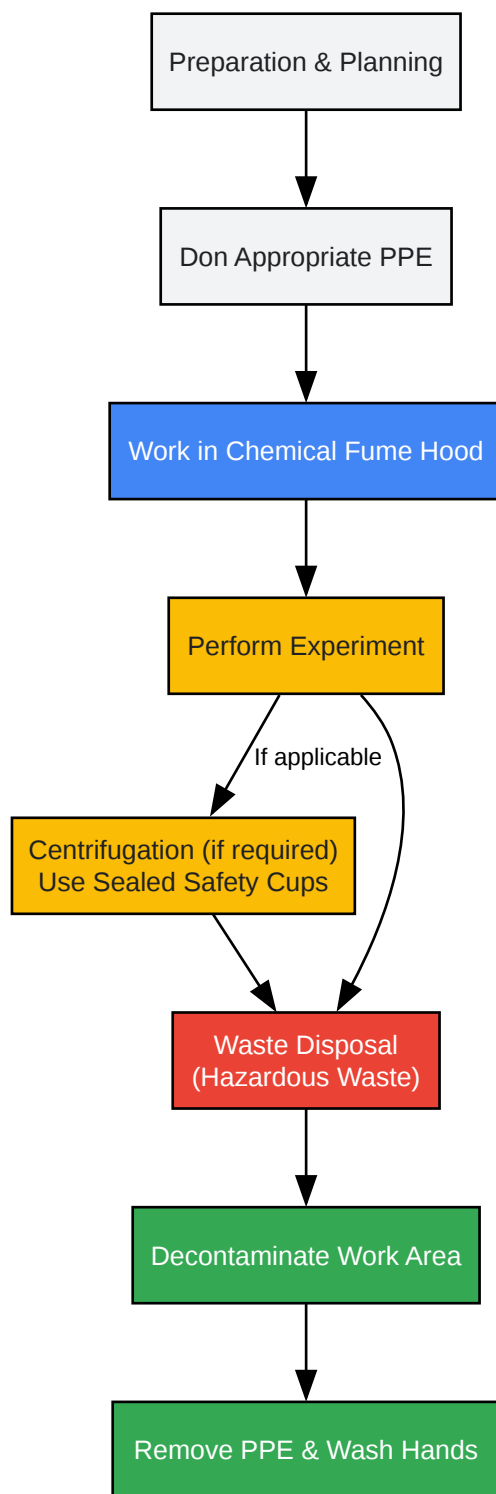 Preparation & Planning
Don Appropriate PPE
Work in Chemical Fume Hood
Perform Experiment
If applicable
Centrifugation (if required)
Use Sealed Safety Cups
Waste Disposal
(Hazardous Waste)
Decontaminate Work Area
Remove PPE & Wash Hands